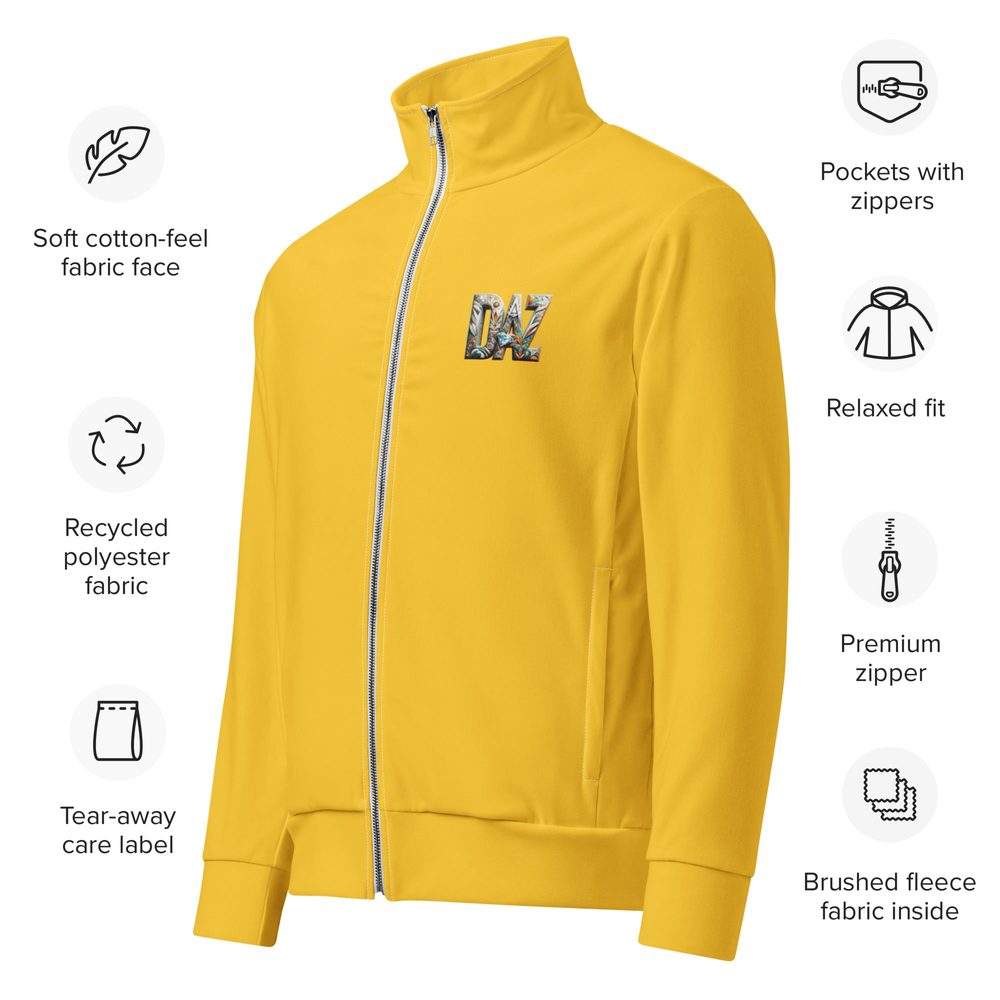 Soft cotton-feel
fabric face
Recycled
polyester
fabric
Tear-away
care label
DAZ
Pockets with
zippers
Relaxed fit
Premium
zipper
Brushed fleece
fabric inside